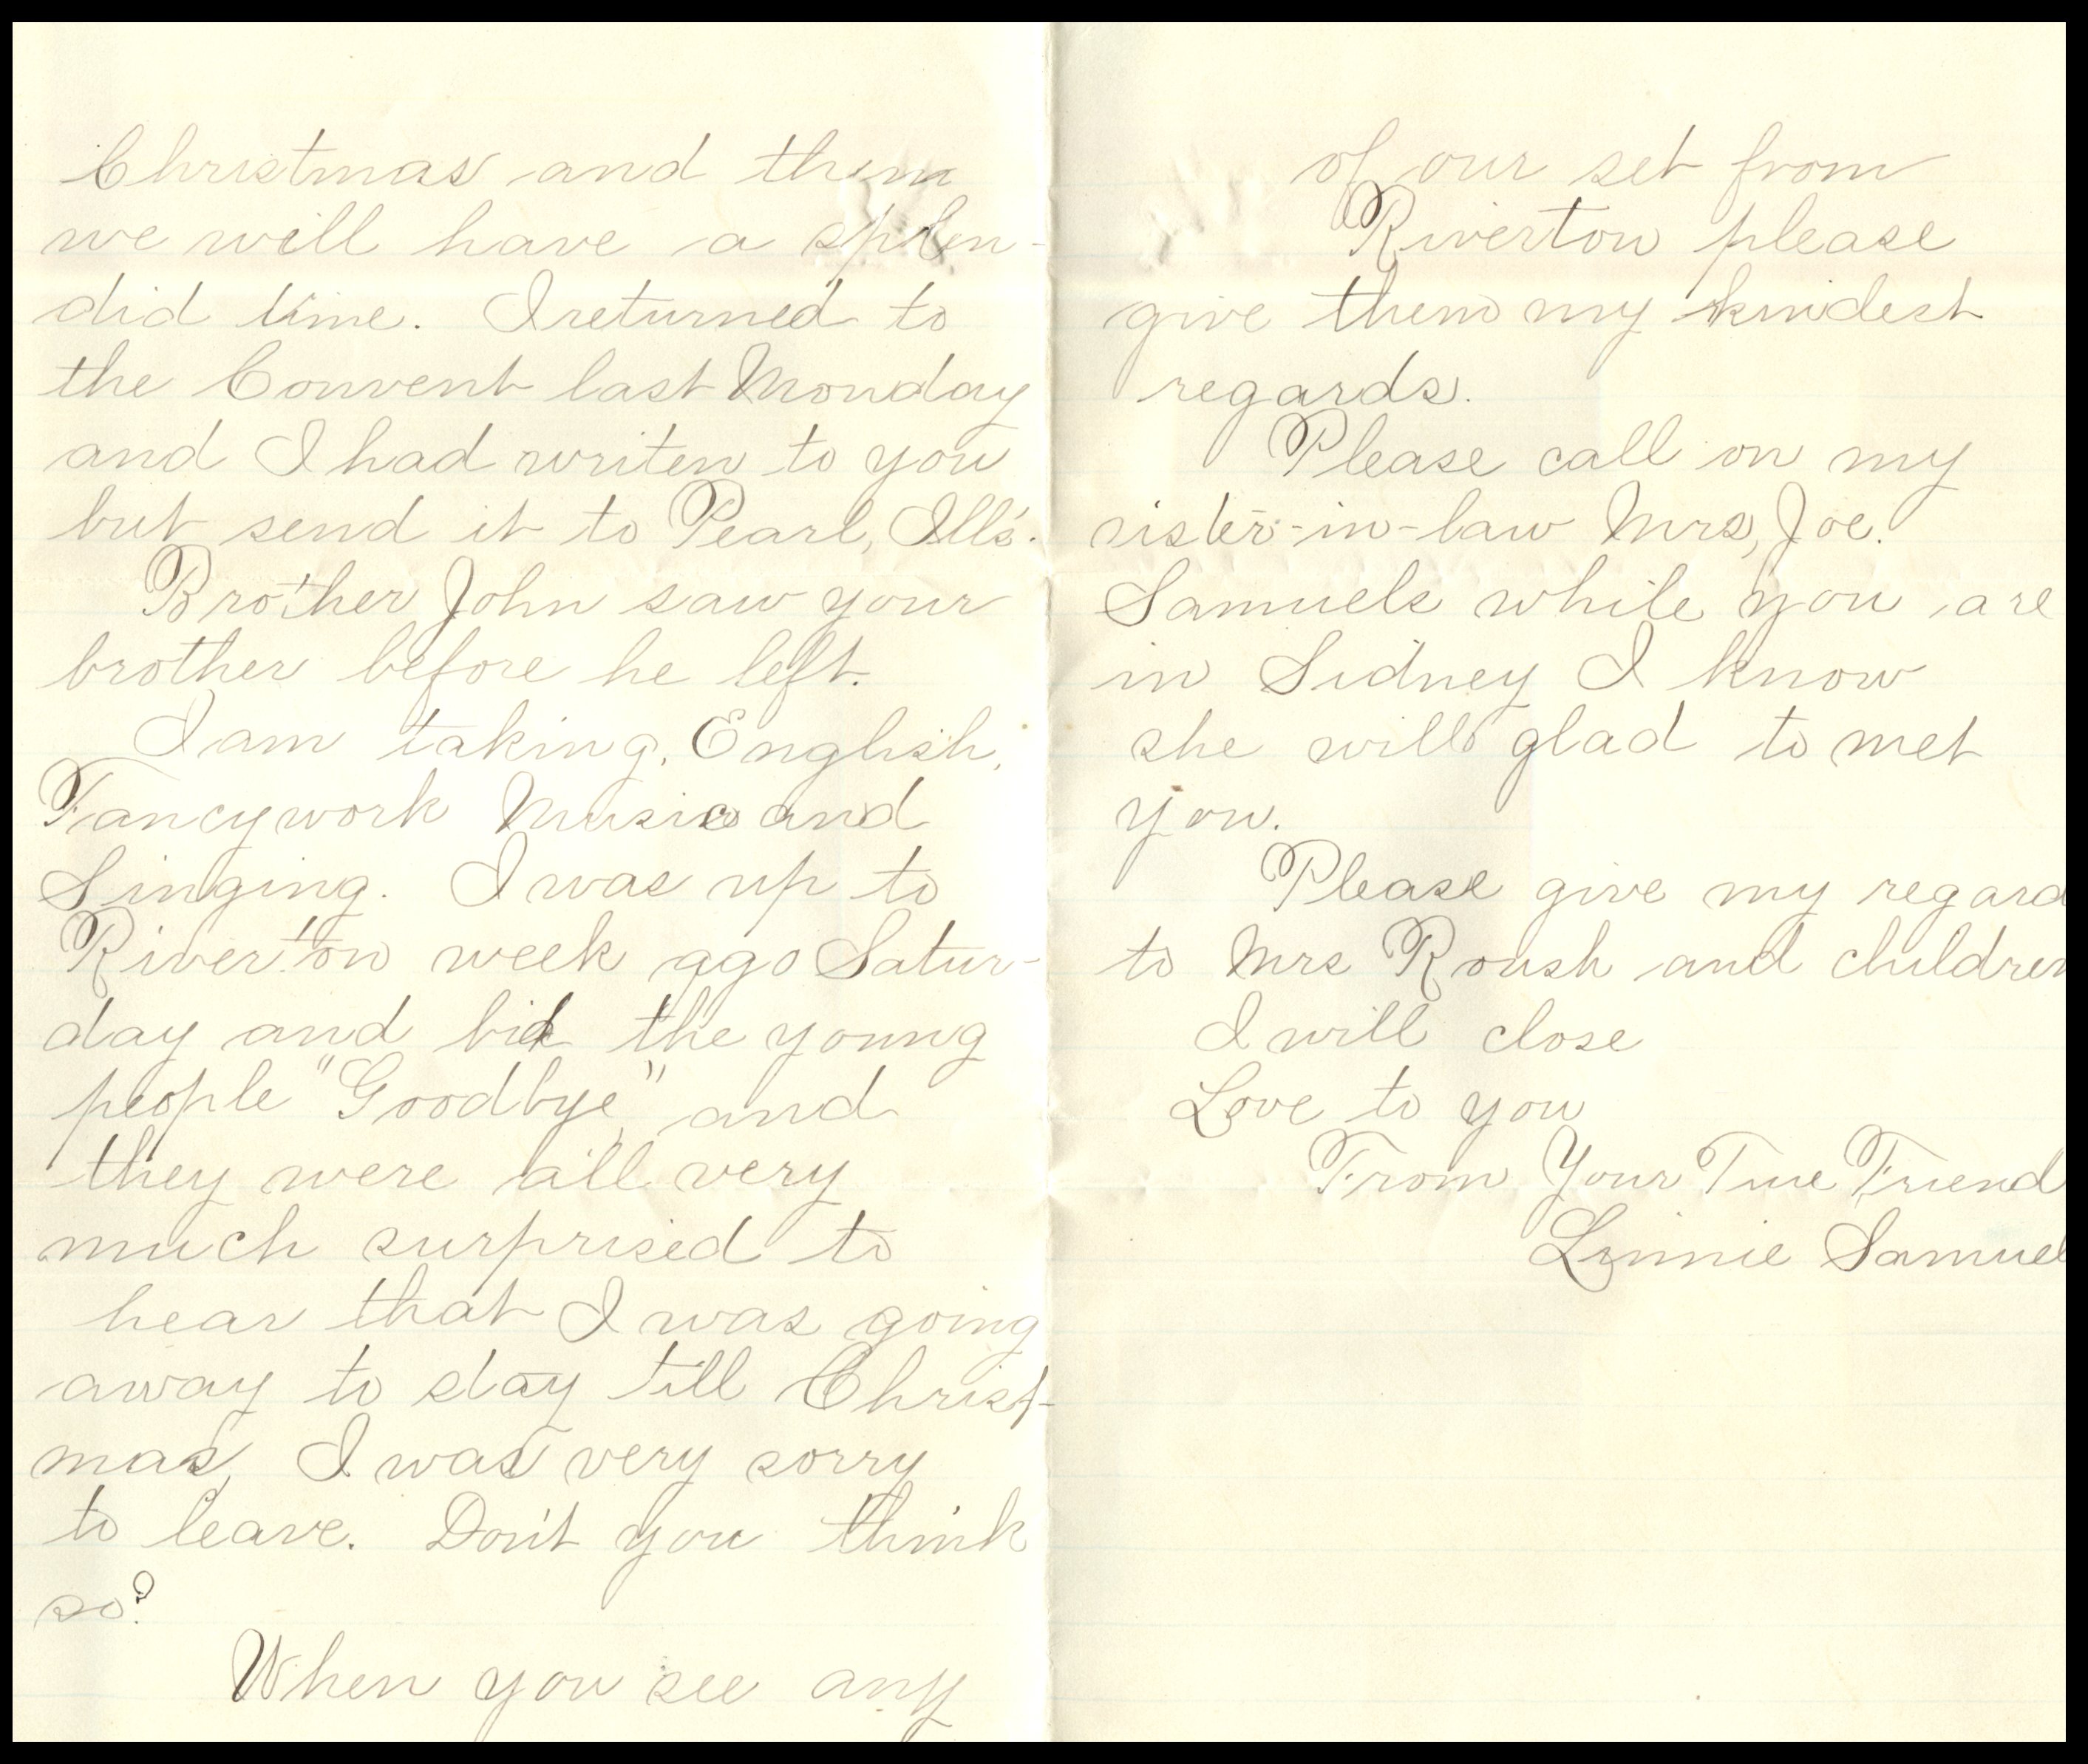 Christmas and then
we will have a splen-
did time. I returned to
the Convent last Monday
and I had writen to you
but send it to Pearl, Ills.
Brother John saw your
brother before he left.
I am taking, English,
Fancywork Music and
Singing. I was up to
Riverton week ago Satur-
day and bid the young
people "Goodbye" and
they were all very
much surprised to
hear that I was going
away to stay till Christ-
mas, I was very sorry
to leave. Don't you think
so?
When you see any
of our set from
Riverton please
give them my kindest
regards.
Please call on my
sister-in-law Mrs, Joe.
Samuels while you are
in Sidney I know
she will glad to met
you.
Please give my regard
to Mrs Roush and children
I will close
Love to you
From Your True Friend
Linnie Samuel